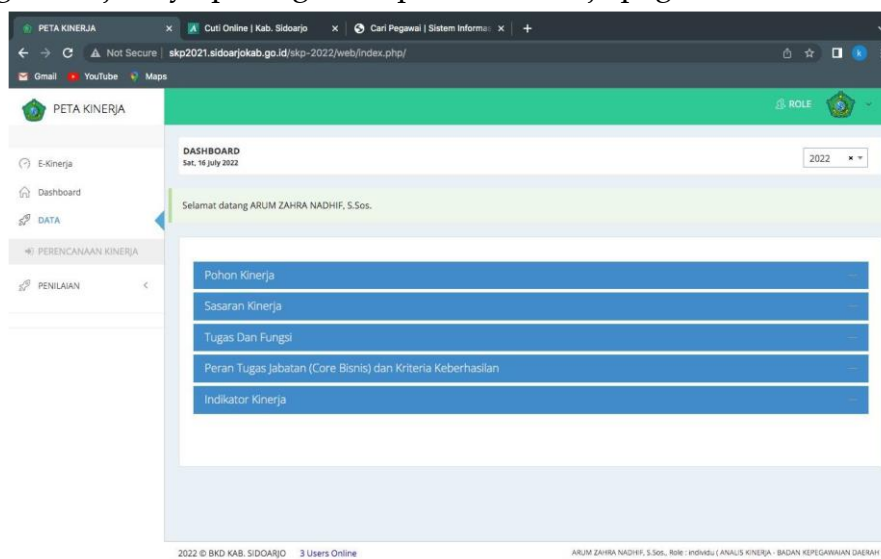 PETA KINERJA
Cuti Online | Kab. Sidoarjo
Cari Pegawai | Sistem Informas
Not Secure | skp2021.sidoarjokab.go.id/skp-2022/web/index.php/
Gmail YouTube Maps
PETA KINERJA
ROLE
DASHBOARD
Sat, 16 July 2022
2022
E-Kinerja
Dashboard
DATA
PERENCANAAN KINERJA
PENILAIAN
Selamat datang ARUM ZAHRA NADHIF, S.Sos.
Pohon Kinerja
Sasaran Kinerja
Tugas Dan Fungsi
Peran Tugas Jabatan (Core Bisnis) dan Kriteria Keberhasilan
Indikator Kinerja
2022 © BKD KAB. SIDOARJO 3 Users Online
ARUM ZAHRA NADHIF, S.Sos., Role : individu ( ANALIS KINERJA - BADAN KEPEGAWAIAN DAERAH